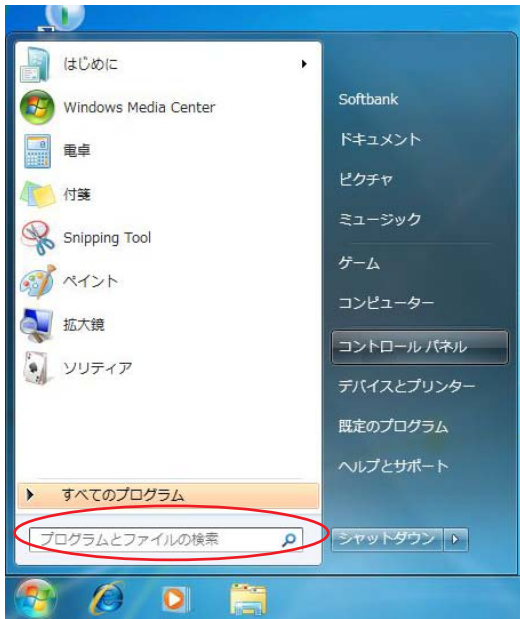 はじめに
Windows Media Center
電卓
付箋
Snipping Tool
ペイント
拡大鏡
ソリティア
すべてのプログラム
プログラムとファイルの検索
Softbank
ドキュメント
ピクチャ
ミュージック
ゲーム
コンピューター
コントロール パネル
デバイスとプリンター
既定のプログラム
ヘルプとサポート
シャットダウン